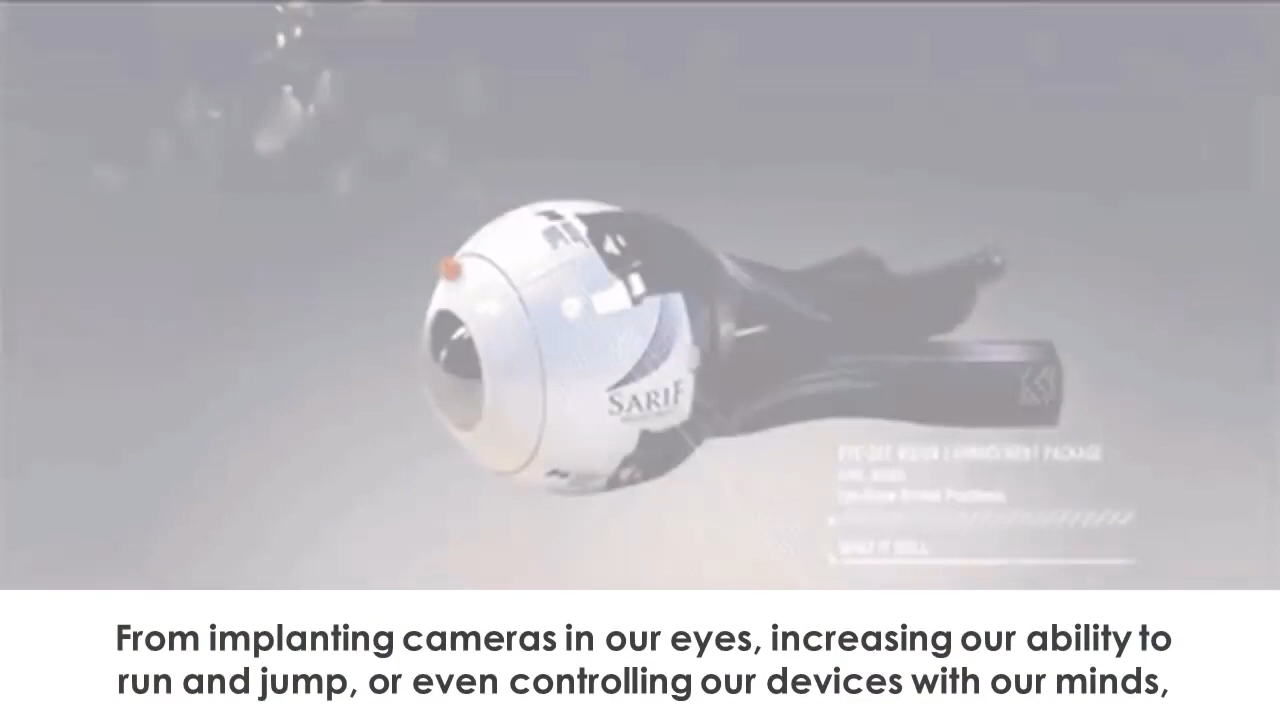 SARIF
PACKAGE
From implanting cameras in our eyes, increasing our ability to
run and jump, or even controlling our devices with our minds,